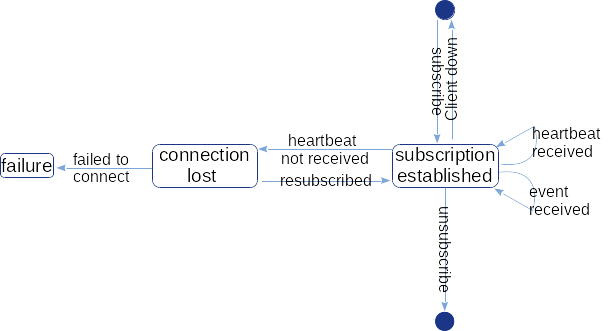 subscribe
Client down
heartbeat
not received
heartbeat
received
connection
lost
subscription
established
failure
failed to
connect
resubscribed
event
received
unsubscribe